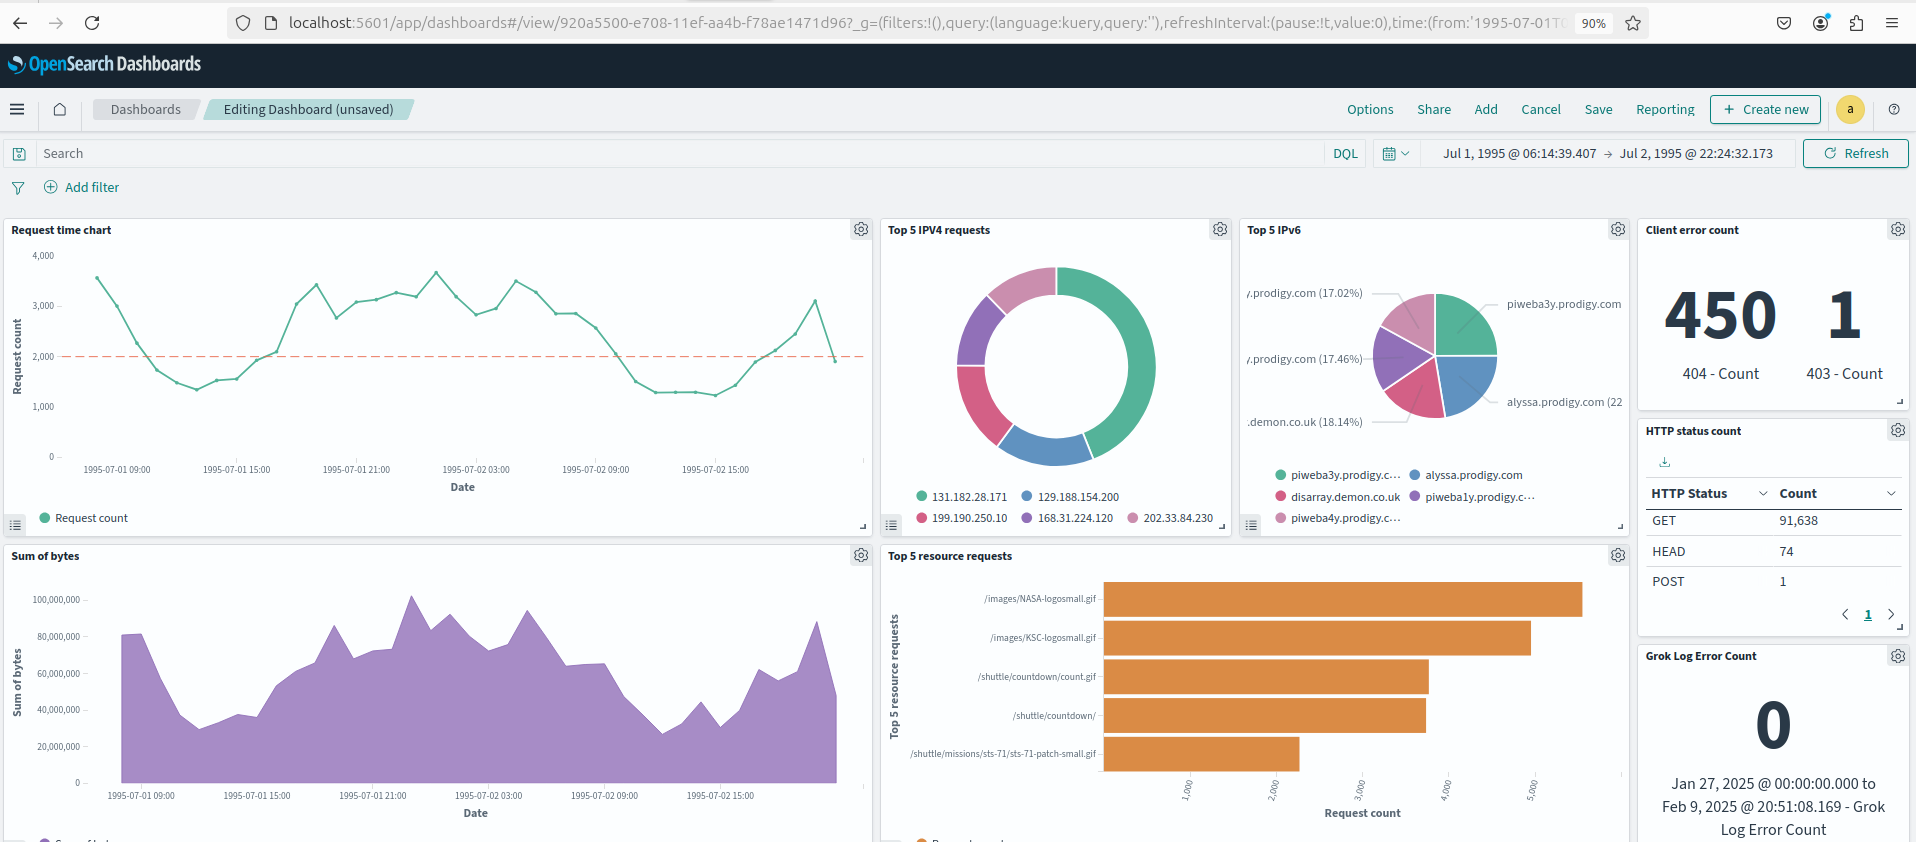 localhost:5601/app/dashboards#/view/920a5500-e708-11ef-aa4b-f78ae1471d96?_g=(filters:!(),query:(language:kuery,query:''),refreshInterval:(pause:!t,value:0),time:(from:'1995-07-01T0
90%
OpenSearch Dashboards
Dashboards
Editing Dashboard (unsaved)
Options Share Add Cancel Save Reporting + Create new
a
Search
DQL
Jul 1, 1995 @ 06:14:39.407 → Jul 2, 1995 @ 22:24:32.173
Refresh
Add filter
Request time chart
4,000
3,000
2,000
1,000
0
Request count
1995-07-01 09:00 1995-07-01 15:00 1995-07-01 21:00 1995-07-02 03:00 1995-07-02 09:00 1995-07-02 15:00
Date
Request count
Top 5 IPV4 requests
131.182.28.171 129.188.154.200
199.190.250.10 168.31.224.120 202.33.84.230
Top 5 IPv6
y.prodigy.com (17.02%)
piweba3y.prodigy.com
y.prodigy.com (17.46%)
alyssa.prodigy.com (22
.demon.co.uk (18.14%)
piweba3y.prodigy.c··· alyssa.prodigy.com
disarray.demon.co.uk piweba1y.prodigy.c···
piweba4y.prodigy.c···
Client error count
450 1
404 - Count 403 - Count
HTTP status count
HTTP Status Count
GET 91,638
HEAD 74
POST 1
1
Sum of bytes
100,000,000
80,000,000
60,000,000
40,000,000
20,000,000
0
Sum of bytes
1995-07-01 09:00 1995-07-01 15:00 1995-07-01 21:00 1995-07-02 03:00 1995-07-02 09:00 1995-07-02 15:00
Date
Top 5 resource requests
Top 5 resource requests
/images/NASA-logosmall.gif
/images/KSC-logosmall.gif
/shuttle/countdown/count.gif
/shuttle/countdown/
/shuttle/missions/sts-71/sts-71-patch-small.gif
1,000 2,000 3,000 4,000 5,000
Request count
Grok Log Error Count
0
Jan 27, 2025 @ 00:00:00.000 to
Feb 9, 2025 @ 20:51:08.169 - Grok
Log Error Count